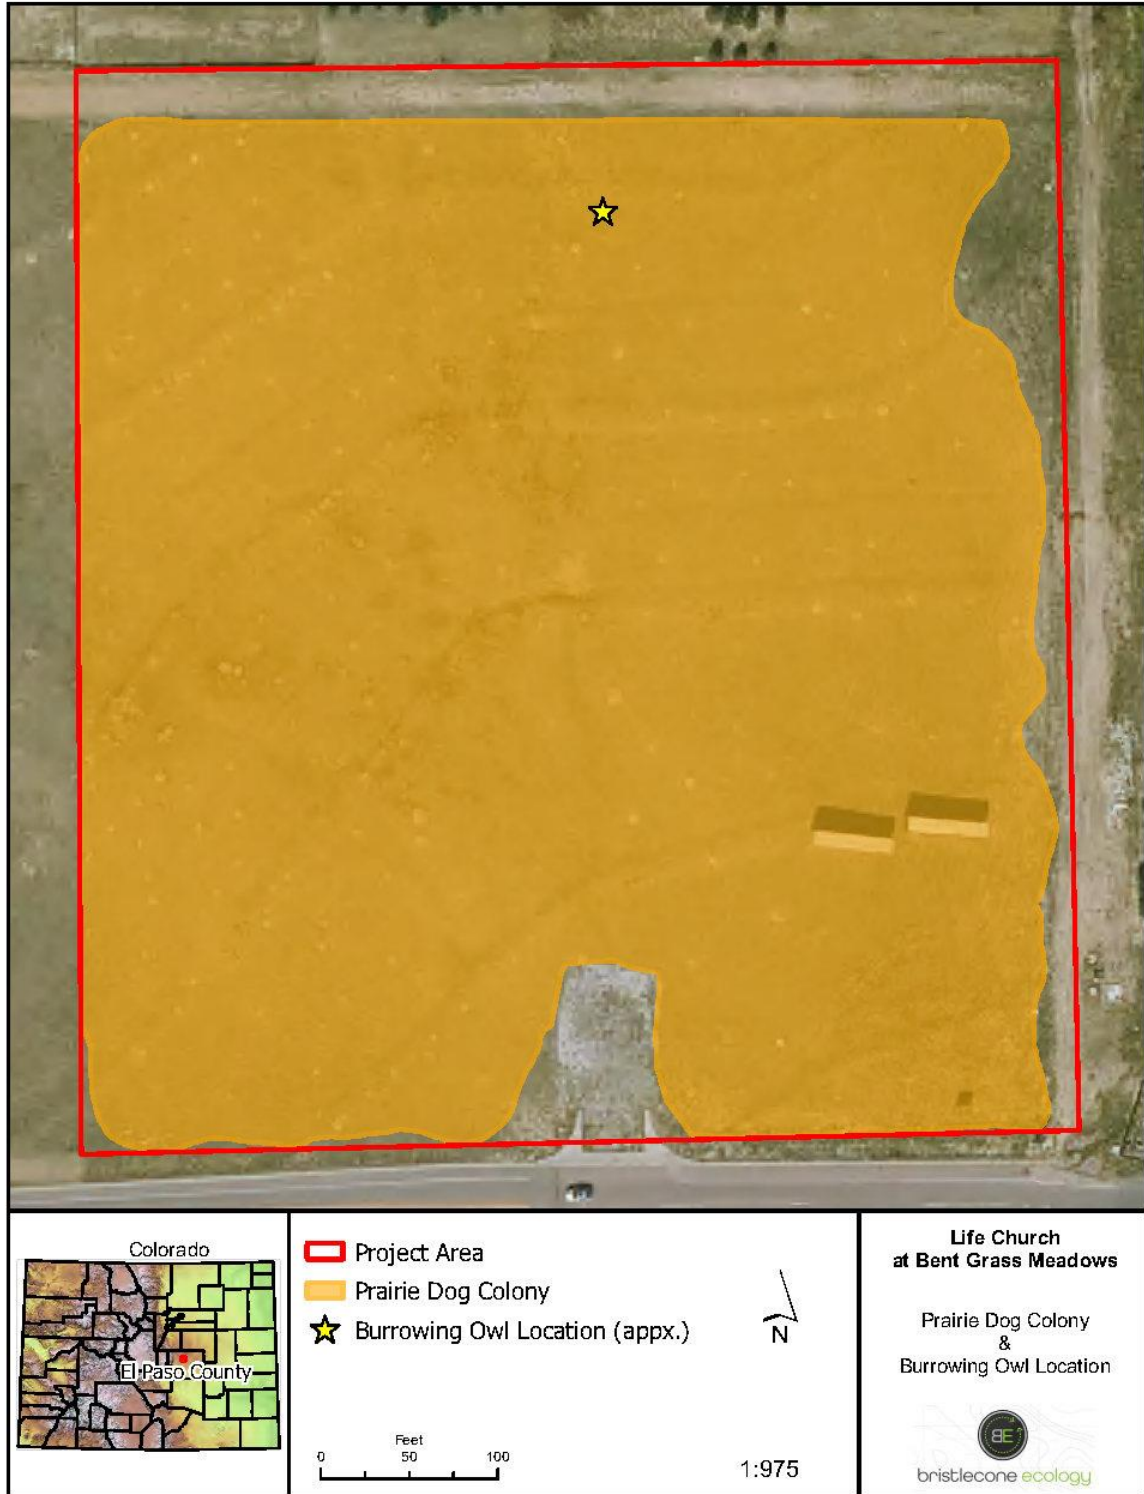 Colorado
El Paso County
Project Area
Prairie Dog Colony
Burrowing Owl Location (appx.)
N
Feet
0 50 100
1:975
Life Church
at Bent Grass Meadows
Prairie Dog Colony
&
Burrowing Owl Location
BE
bristlecone ecology